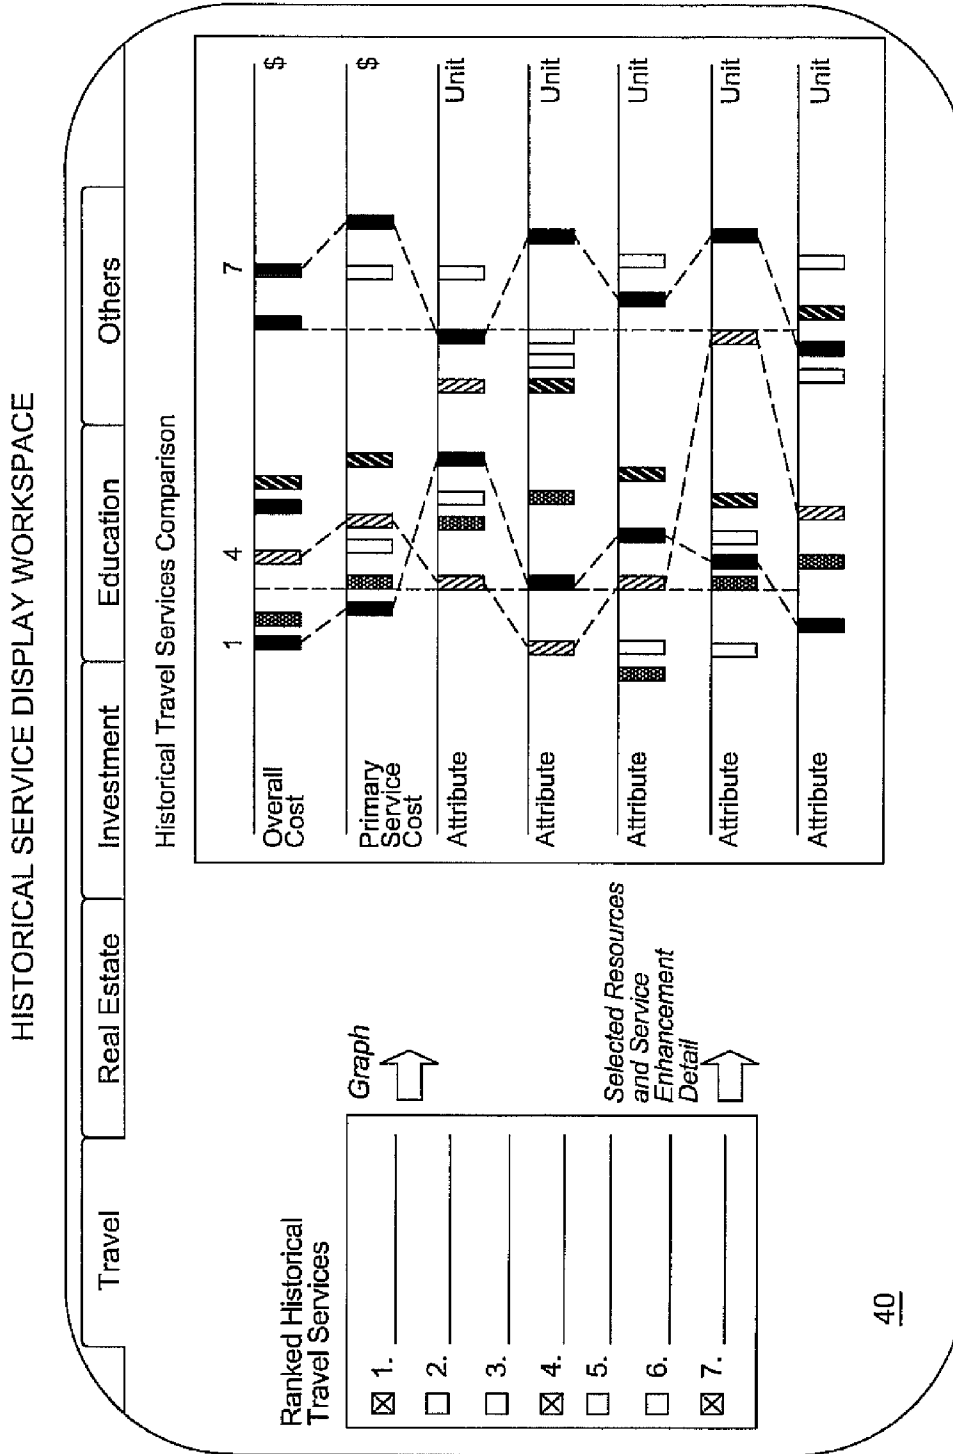 HISTORICAL SERVICE DISPLAY WORKSPACE
Travel
Real Estate
Investment
Education
Others
Ranked Historical
Travel Services
1.
2.
3.
4.
5.
6.
7.
Graph
Selected Resources
and Service
Enhancement
Detail
Historical Travel Services Comparison
1
4
7
Overall
Cost
$
Primary
Service
Cost
$
Attribute
Unit
Attribute
Unit
Attribute
Unit
Attribute
Unit
Attribute
Unit
40